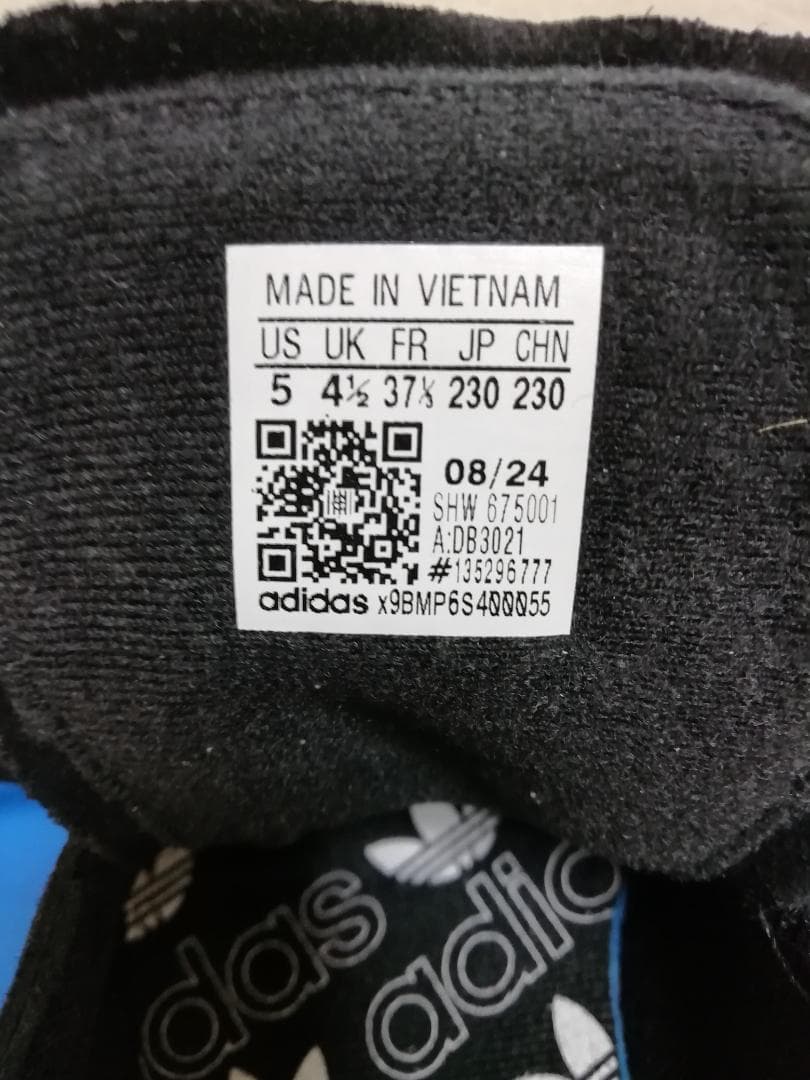 MADE IN VIETNAM
US UK FR JP CHN
5 4½ 37⅓ 230 230
08/24
SHW 675001
A:DB3021
#135296777
adidas x9BMP6S400055
das
adidas